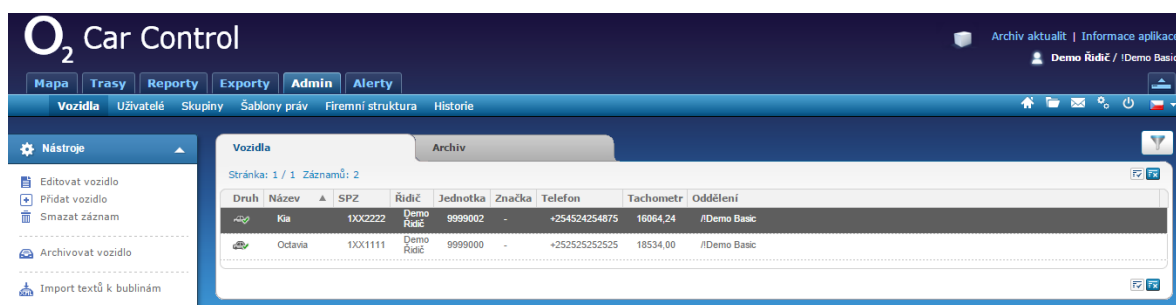 O2 Car Control
Archiv aktualit | Informace aplikace
Demo Řidič / !Demo Basic
Mapa Trasy Reporty Exporty Admin Alerty
Vozidla Uživatelé Skupiny Šablony práv Firemní struktura Historie
Nástroje
Editovat vozidlo
Přidat vozidlo
Smazat záznam
Archivovat vozidlo
Import textů k bublinám
Vozidla Archiv
Stránka: 1 / 1 Záznamů: 2
Druh Název SPZ Řidič Jednotka Značka Telefon Tachometr Oddělení
Kia 1XX2222 Demo Řidič 9999002 - +254524254875 16064,24 /!Demo Basic
Octavia 1XX1111 Demo Řidič 9999000 - +252525252525 18534,00 /!Demo Basic